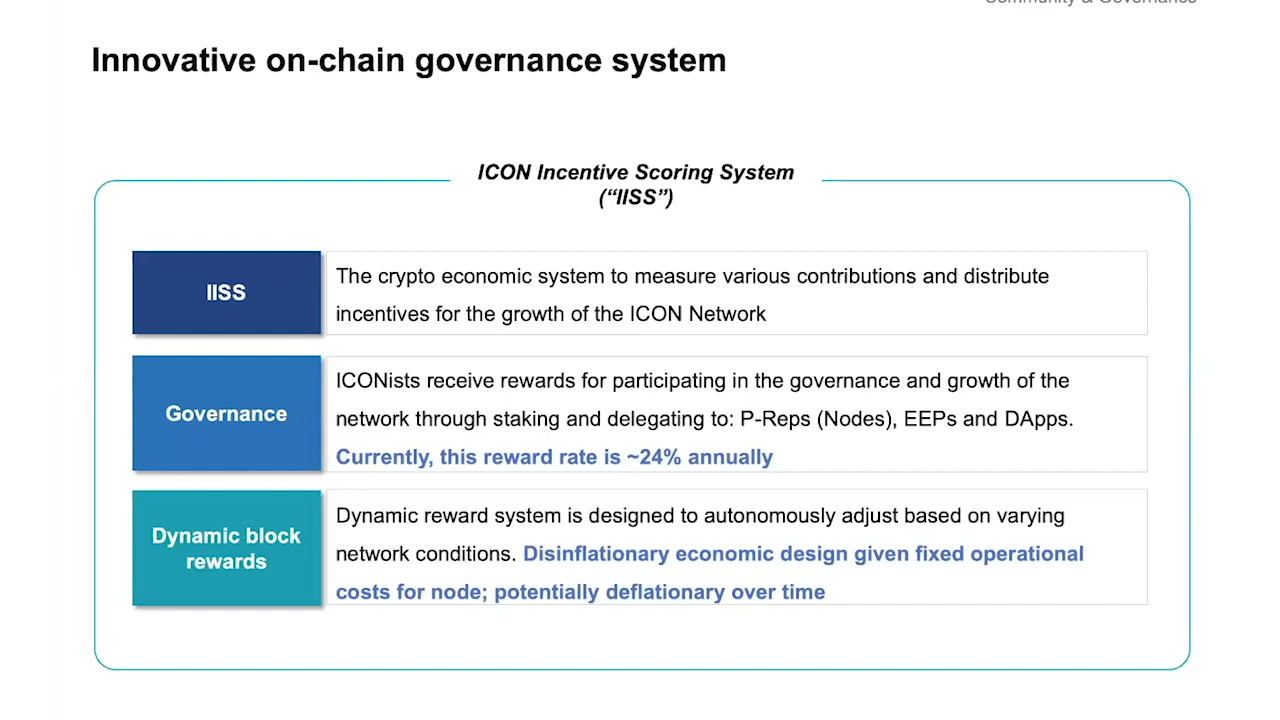 Community & Governance
Innovative on-chain governance system
ICON Incentive Scoring System
(“IISS”)
IISS
The crypto economic system to measure various contributions and distribute
incentives for the growth of the ICON Network
Governance
ICONists receive rewards for participating in the governance and growth of the
network through staking and delegating to: P-Reps (Nodes), EEPs and DApps.
Currently, this reward rate is ~24% annually
Dynamic block
rewards
Dynamic reward system is designed to autonomously adjust based on varying
network conditions. Disinflationary economic design given fixed operational
costs for node; potentially deflationary over time